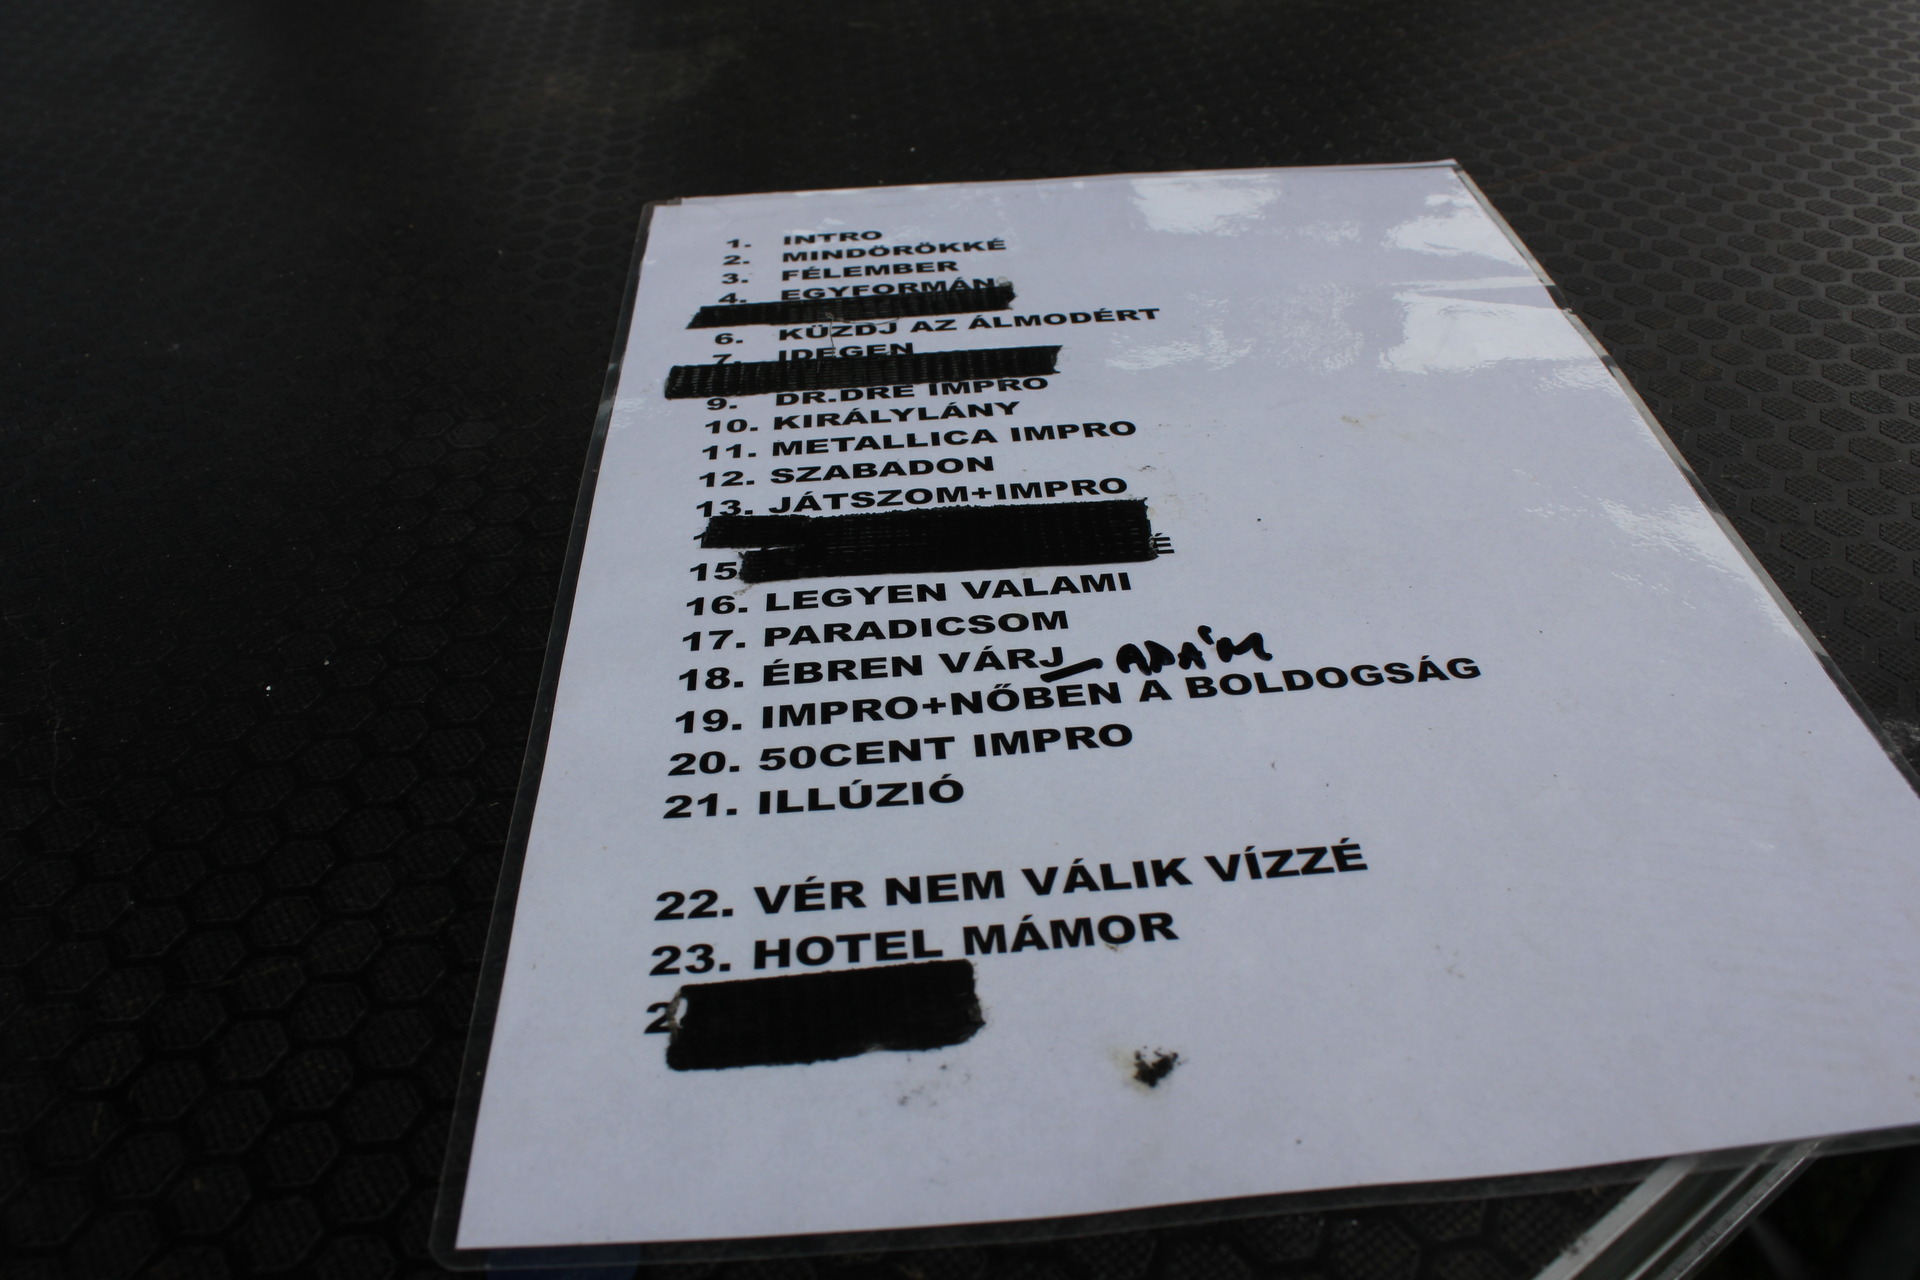 1. INTRO
2. MINDÖRÖKKÉ
3. FÉLEMBER
4. EGYFORMÁN
6. KÜZDJ AZ ÁLMODÉRT
7. IDEGEN
9. DR.DRE IMPRO
10. KIRÁLYLÁNY
11. METALLICA IMPRO
12. SZABADON
13. JÁTSZOM+IMPRO
15
16. LEGYEN VALAMI
17. PARADICSOM
18. ÉBREN VÁRJ - ADÁM
19. IMPRO+NŐBEN A BOLDOGSÁG
20. 50CENT IMPRO
21. ILLÚZIÓ
22. VÉR NEM VÁLIK VÍZZÉ
23. HOTEL MÁMOR